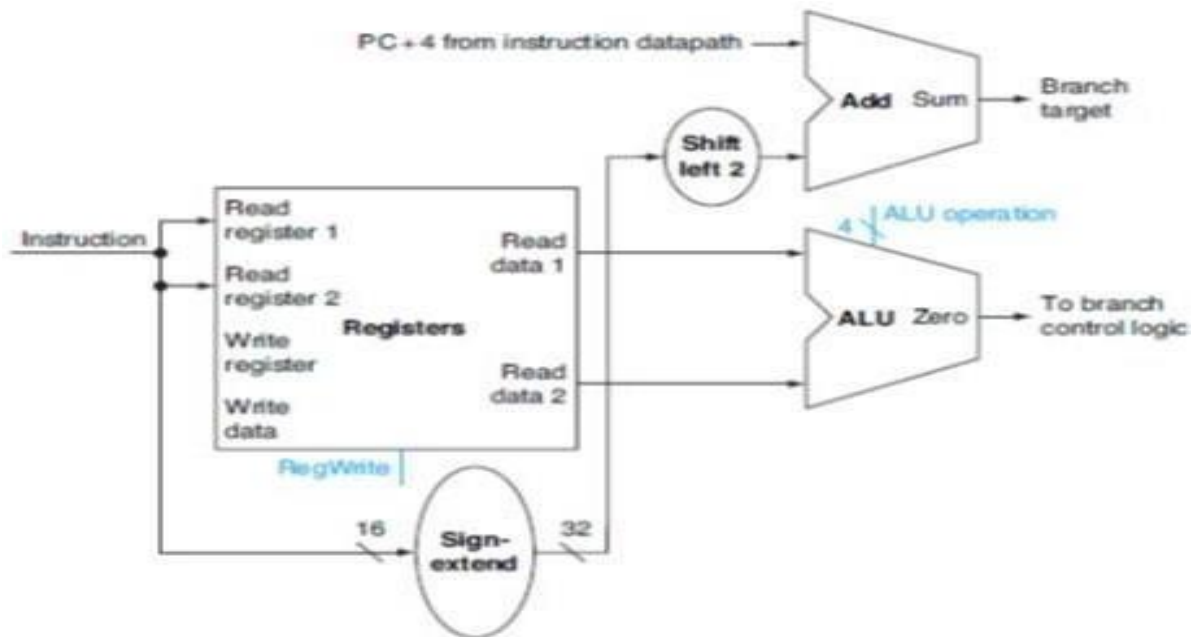 PC + 4 from instruction datapath
Add Sum
Branch
target
Shift
left 2
ALU operation
4
Instruction
Read
register 1
Read
register 2
Write
register
Write
data
Registers
Read
data 1
Read
data 2
ALU Zero
To branch
control logic
RegWrite
16
Sign-
extend
32